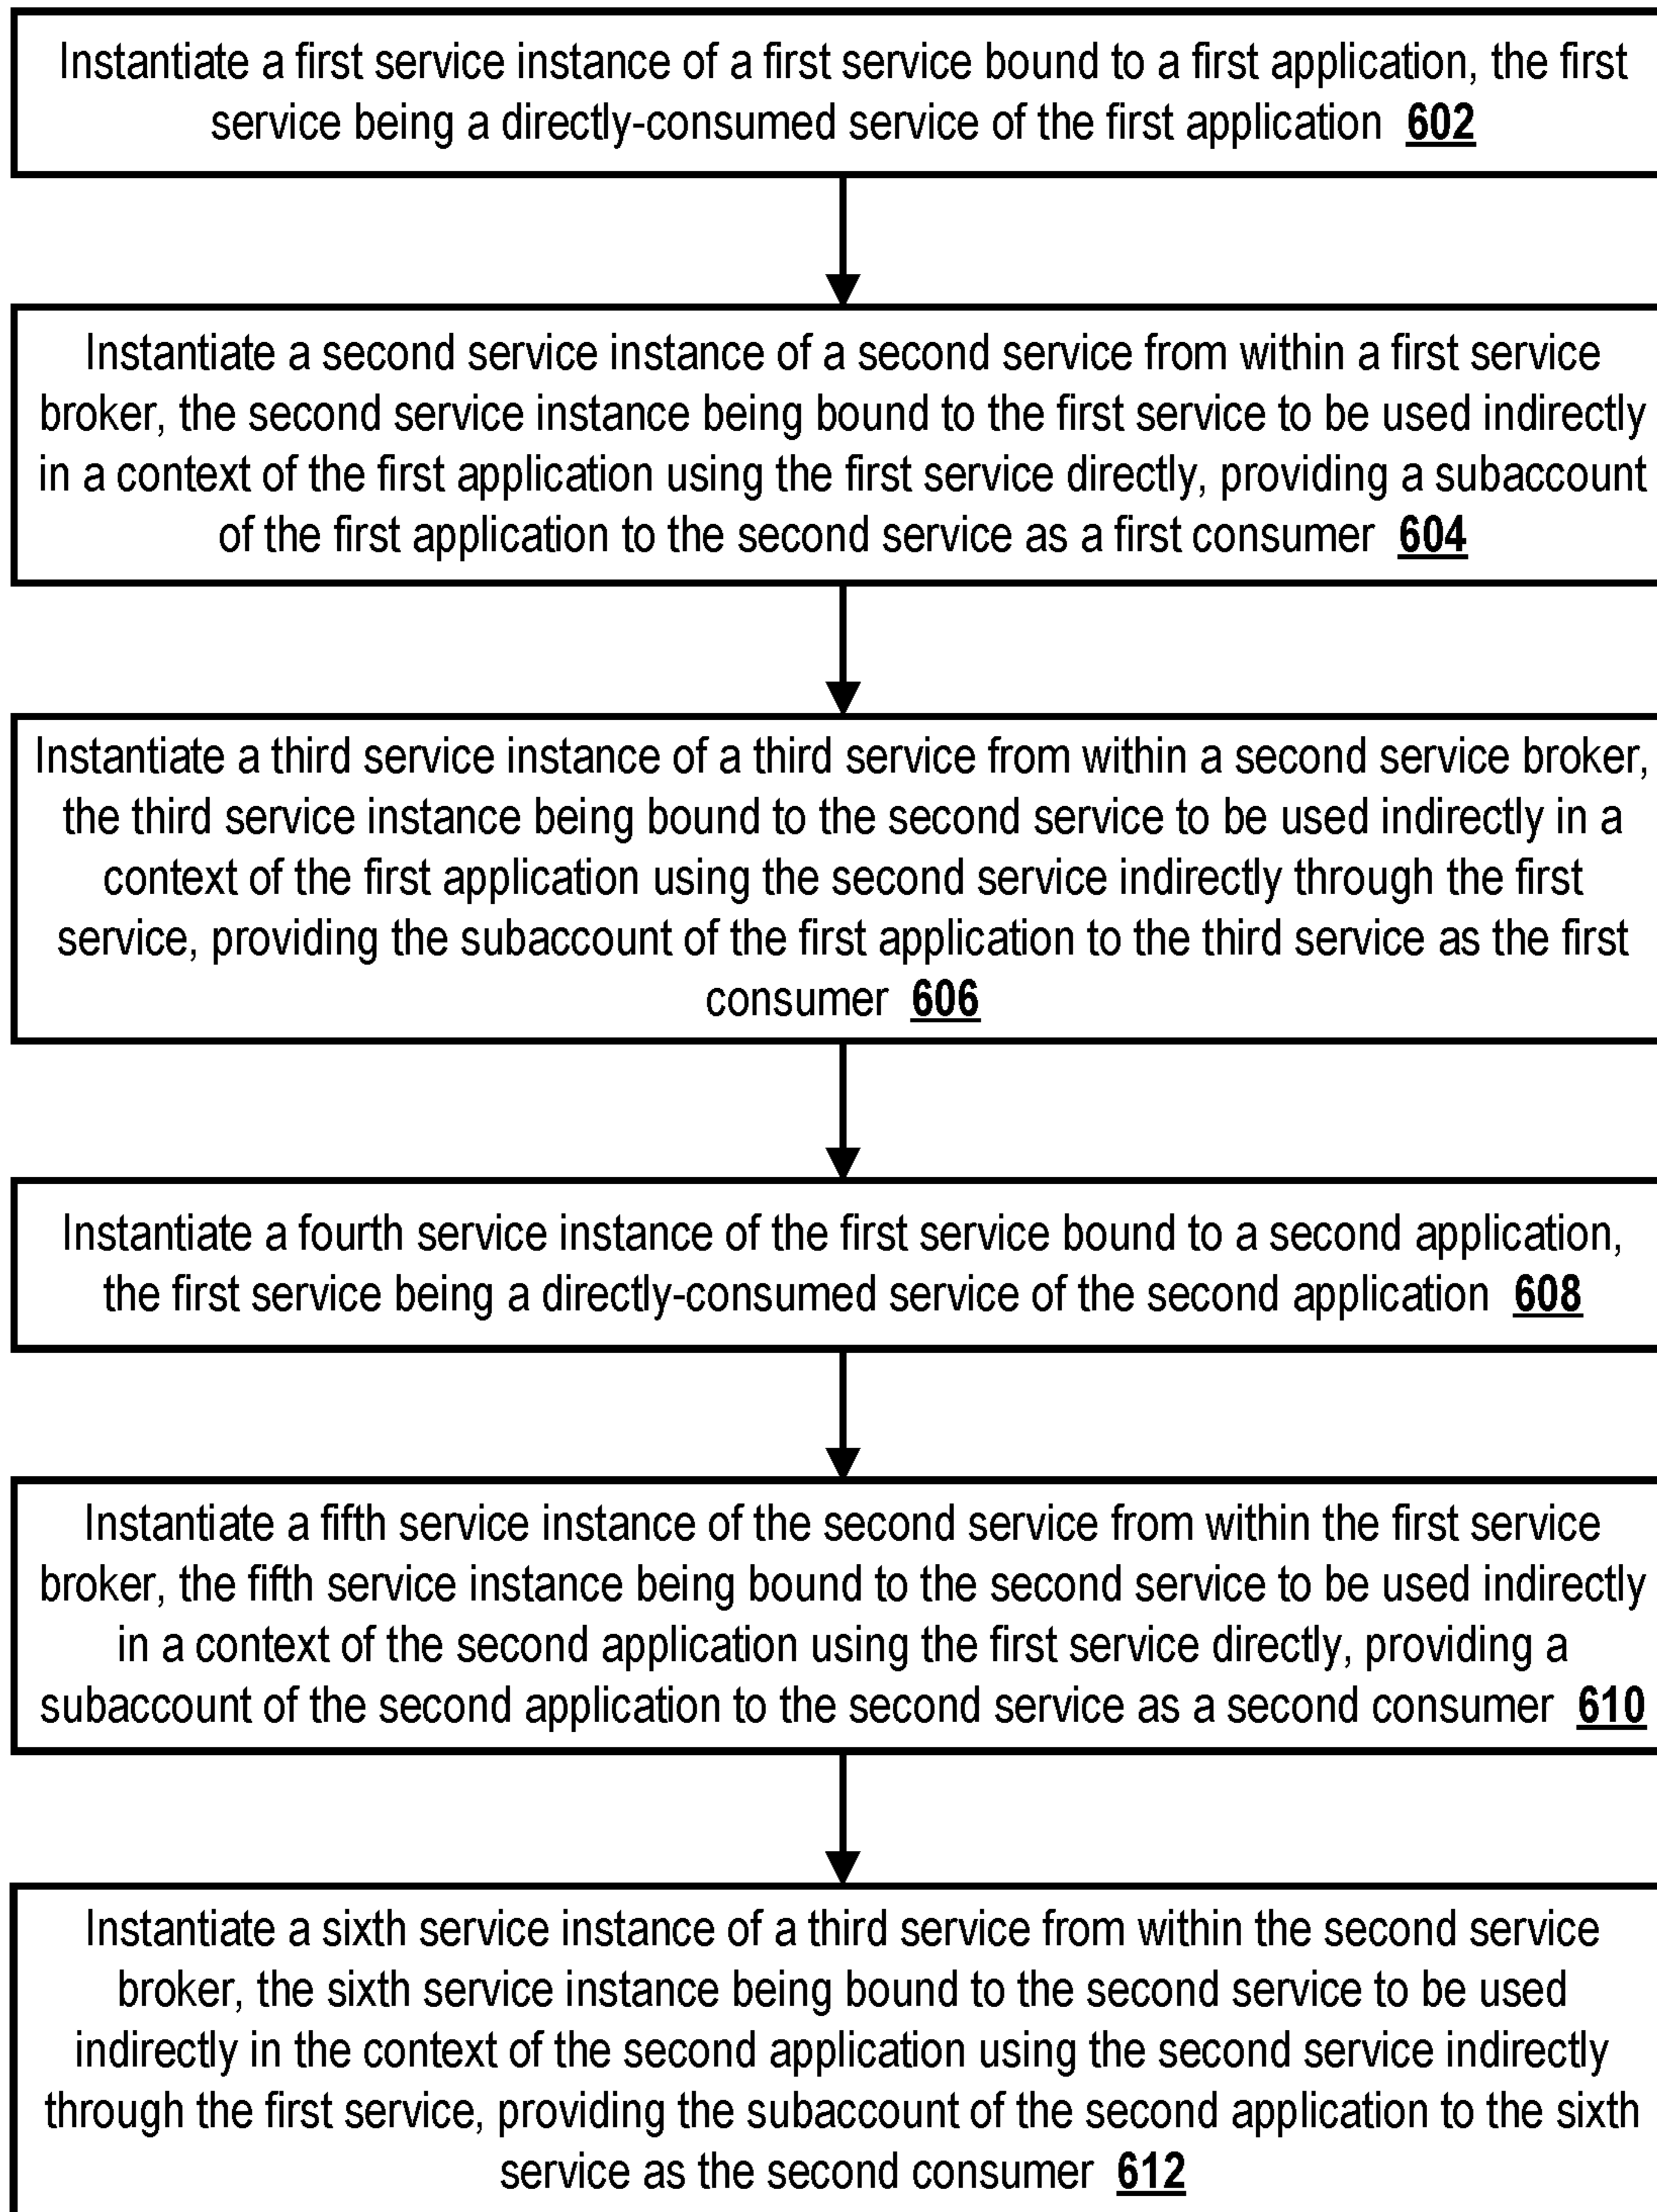 Instantiate a first service instance of a first service bound to a first application, the first
service being a directly-consumed service of the first application 602
Instantiate a second service instance of a second service from within a first service
broker, the second service instance being bound to the first service to be used indirectly
in a context of the first application using the first service directly, providing a subaccount
of the first application to the second service as a first consumer 604
Instantiate a third service instance of a third service from within a second service broker,
the third service instance being bound to the second service to be used indirectly in a
context of the first application using the second service indirectly through the first
service, providing the subaccount of the first application to the third service as the first
consumer 606
Instantiate a fourth service instance of the first service bound to a second application,
the first service being a directly-consumed service of the second application 608
Instantiate a fifth service instance of the second service from within the first service
broker, the fifth service instance being bound to the second service to be used indirectly
in a context of the second application using the first service directly, providing a
subaccount of the second application to the second service as a second consumer 610
Instantiate a sixth service instance of a third service from within the second service
broker, the sixth service instance being bound to the second service to be used
indirectly in the context of the second application using the second service indirectly
through the first service, providing the subaccount of the second application to the sixth
service as the second consumer 612